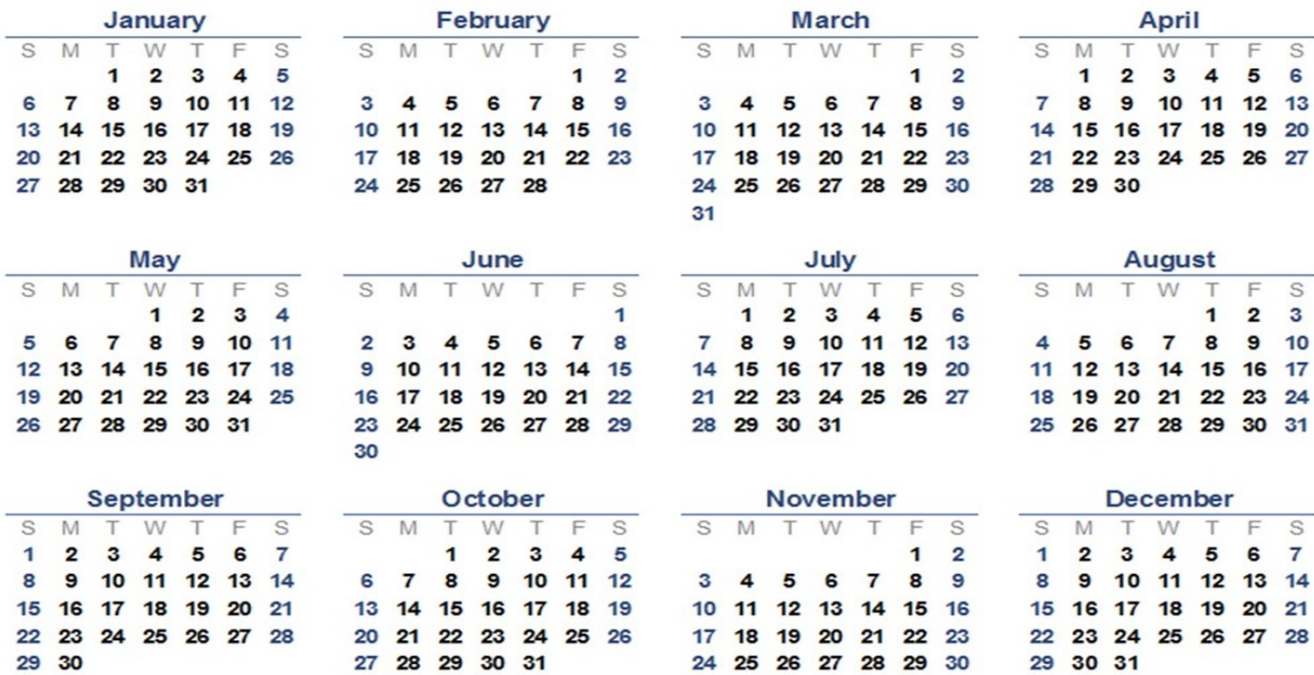 January February March April
S M T W T F S S M T W T F S S M T W T F S S M T W T F S
1 2 3 4 5 1 2 1 2 1 2 3 4 5 6
6 7 8 9 10 11 12 3 4 5 6 7 8 9 3 4 5 6 7 8 9 7 8 9 10 11 12 13
13 14 15 16 17 18 19 10 11 12 13 14 15 16 10 11 12 13 14 15 16 14 15 16 17 18 19 20
20 21 22 23 24 25 26 17 18 19 20 21 22 23 17 18 19 20 21 22 23 21 22 23 24 25 26 27
27 28 29 30 31 24 25 26 27 28 24 25 26 27 28 29 30 28 29 30
31
May June July August
S M T W T F S S M T W T F S S M T W T F S S M T W T F S
1 2 3 4 1 1 2 3 4 5 6 1 2 3
5 6 7 8 9 10 11 2 3 4 5 6 7 8 7 8 9 10 11 12 13 4 5 6 7 8 9 10
12 13 14 15 16 17 18 9 10 11 12 13 14 15 14 15 16 17 18 19 20 11 12 13 14 15 16 17
19 20 21 22 23 24 25 16 17 18 19 20 21 22 21 22 23 24 25 26 27 18 19 20 21 22 23 24
26 27 28 29 30 31 23 24 25 26 27 28 29 28 29 30 31 25 26 27 28 29 30 31
30
September October November December
S M T W T F S S M T W T F S S M T W T F S S M T W T F S
1 2 3 4 5 6 7 1 2 3 4 5 1 2 1 2 3 4 5 6 7
8 9 10 11 12 13 14 6 7 8 9 10 11 12 3 4 5 6 7 8 9 8 9 10 11 12 13 14
15 16 17 18 19 20 21 13 14 15 16 17 18 19 10 11 12 13 14 15 16 15 16 17 18 19 20 21
22 23 24 25 26 27 28 20 21 22 23 24 25 26 17 18 19 20 21 22 23 22 23 24 25 26 27 28
29 30 27 28 29 30 31 24 25 26 27 28 29 30 29 30 31